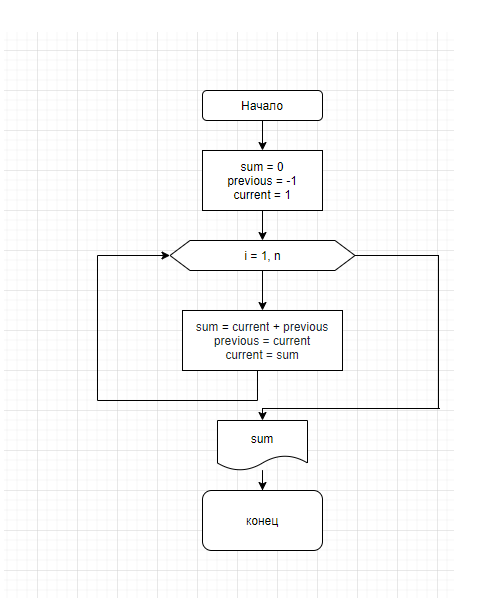 Начало
sum = 0
previous = -1
current = 1
i = 1, n
sum = current + previous
previous = current
current = sum
sum
конец